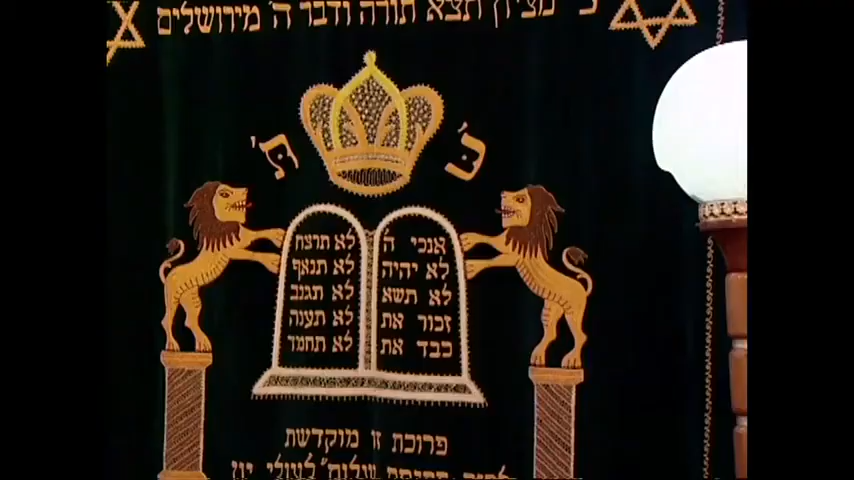 כי מציון תצא תורה ודבר ה' מירושלים
כ' ת'
אנכי ה' לא תרצח
לא יהיה לא תנאף
לא תשא לא תגנב
זכור את לא תענה
כבד את לא תחמד
פרוכת זו מוקדשת